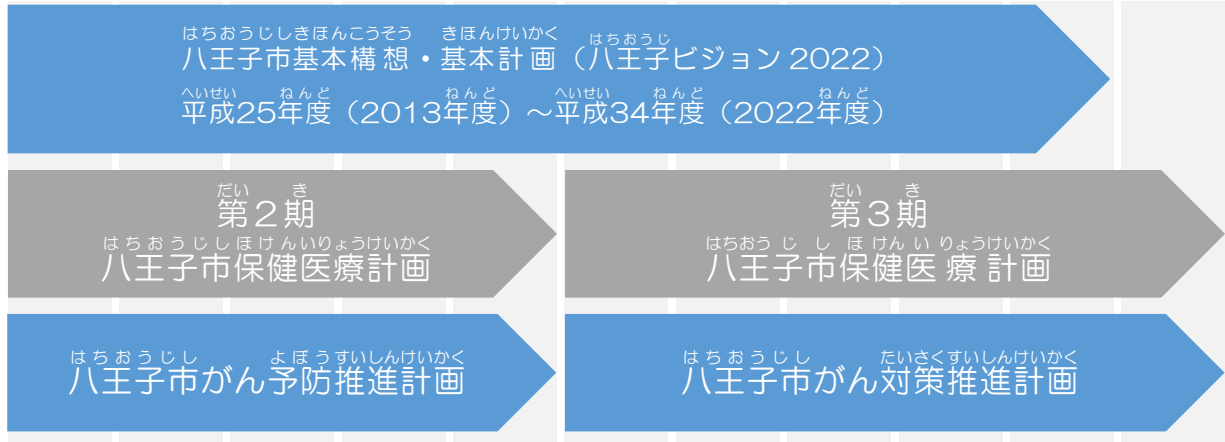 はちおうじしきほんこうそう きほんけいかく はちおうじ
八王子市基本構想・基本計画（八王子ビジョン 2022）
へいせい ねんど ねんど へいせい ねんど ねんど
平成25年度（2013年度）～平成34年度（2022年度）
だい き
第２期
はちおうじしほけんいりょうけいかく
八王子市保健医療計画
だい き
第３期
はちおうじしほけんいりょうけいかく
八王子市保健医療計画
はちおうじし よぼうすいしんけいかく
八王子市がん予防推進計画
はちおうじし たいさくすいしんけいかく
八王子市がん対策推進計画